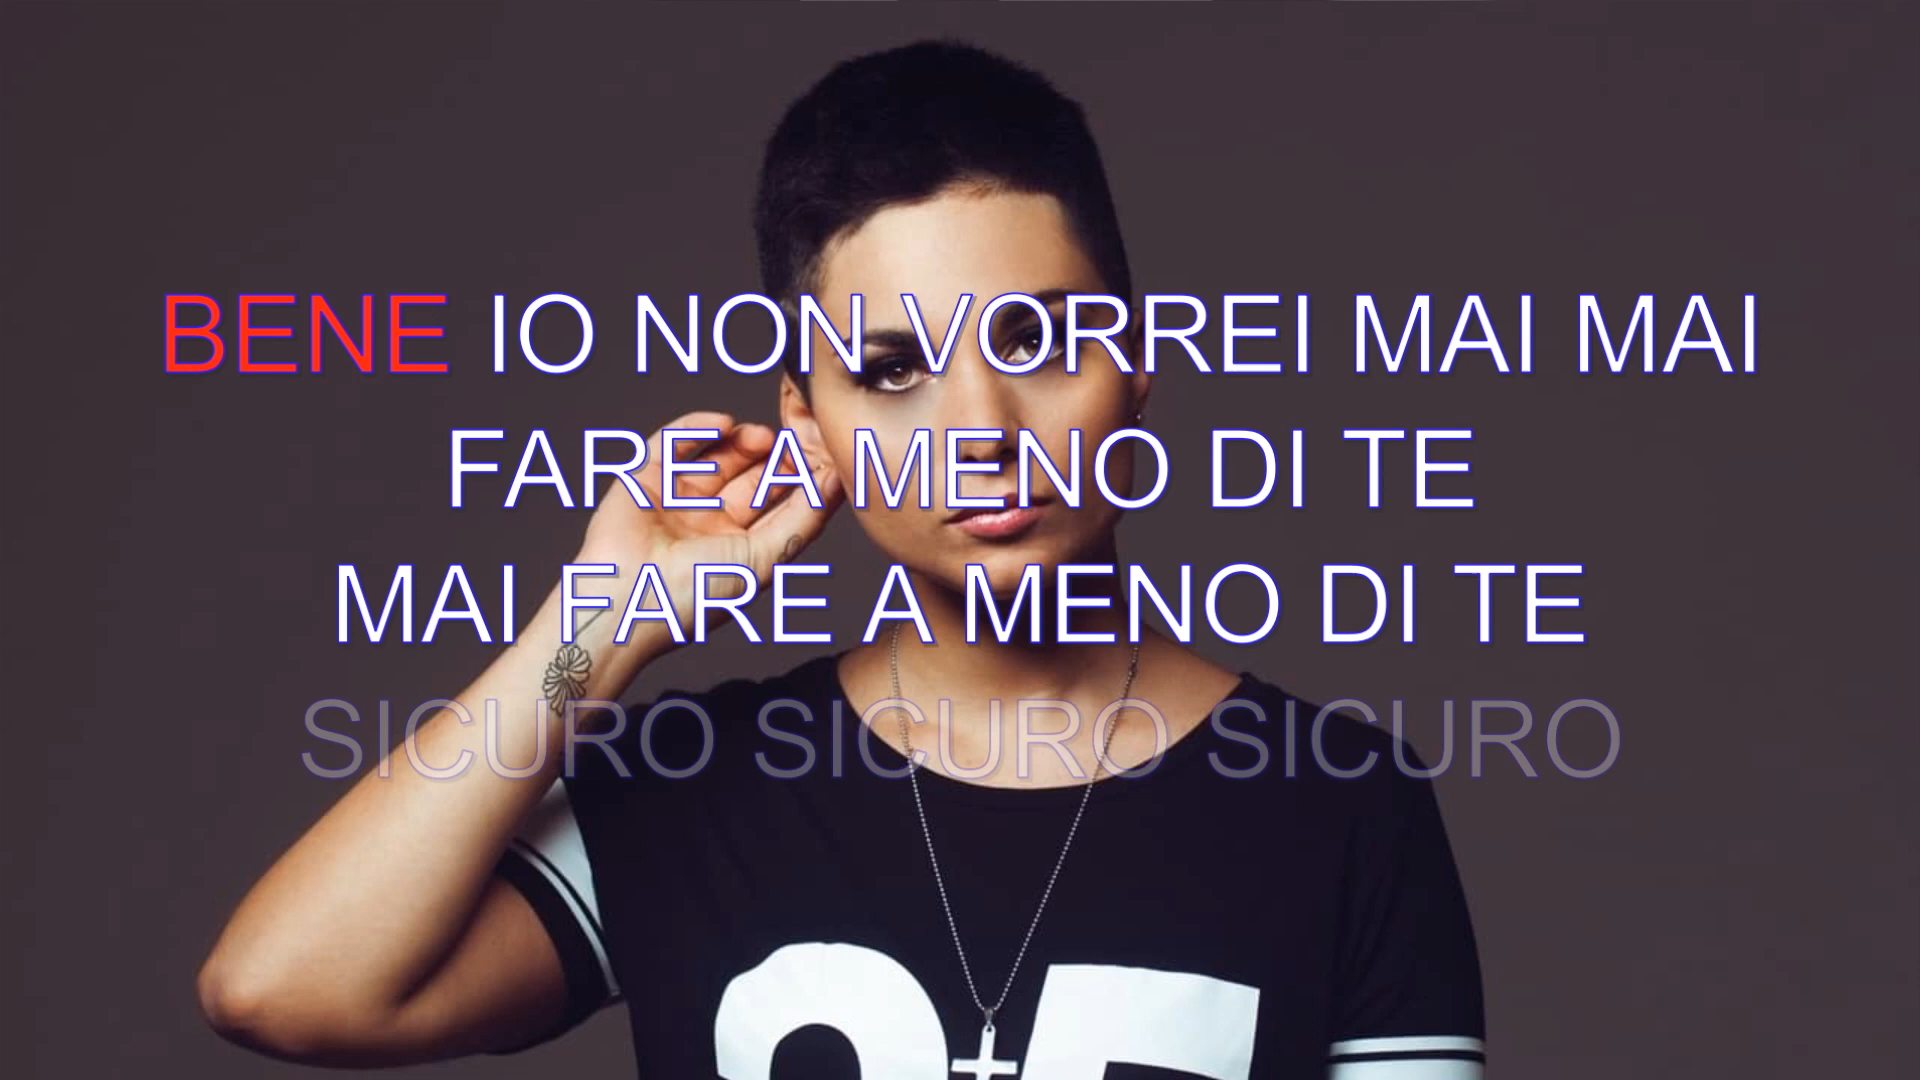 BENE IO NON VORREI MAI MAI
FARE A MENO DI TE
MAI FARE A MENO DI TE
SICURO SICURO SICURO